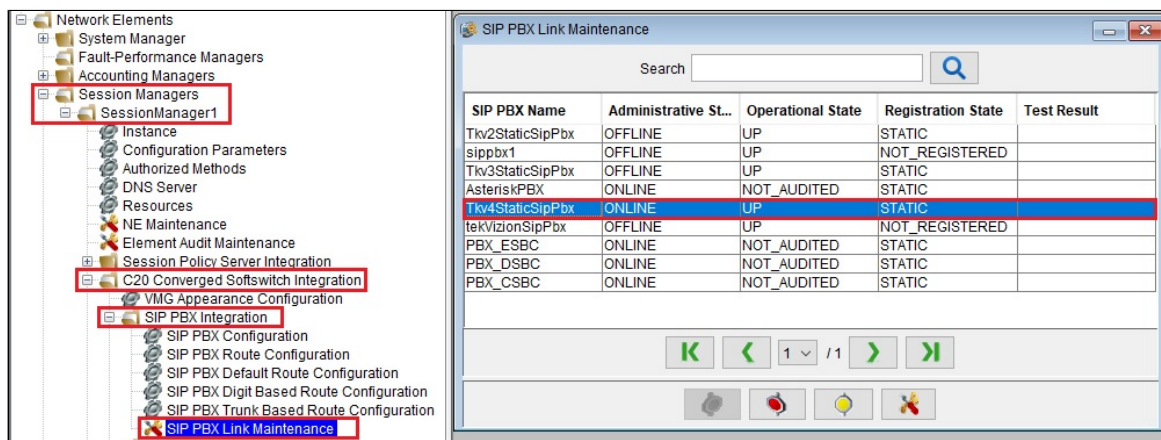 Network Elements
System Manager
Fault-Performance Managers
Accounting Managers
Session Managers
SessionManager1
Instance
Configuration Parameters
Authorized Methods
DNS Server
Resources
NE Maintenance
Element Audit Maintenance
Session Policy Server Integration
C20 Converged Softswitch Integration
VMG Appearance Configuration
SIP PBX Integration
SIP PBX Configuration
SIP PBX Route Configuration
SIP PBX Default Route Configuration
SIP PBX Digit Based Route Configuration
SIP PBX Trunk Based Route Configuration
SIP PBX Link Maintenance
SIP PBX Link Maintenance
Search
SIP PBX Name Administrative St... Operational State Registration State Test Result
Tkv2StaticSipPbx OFFLINE UP STATIC
sippbx1 OFFLINE UP NOT_REGISTERED
Tkv3StaticSipPbx OFFLINE UP STATIC
AsteriskPBX ONLINE NOT_AUDITED STATIC
Tkv4StaticSipPbx ONLINE UP STATIC
tekVizionSipPbx OFFLINE UP NOT_REGISTERED
PBX_ESBC ONLINE NOT_AUDITED STATIC
PBX_DSBC ONLINE NOT_AUDITED STATIC
PBX_CSBC ONLINE NOT_AUDITED STATIC
1 / 1